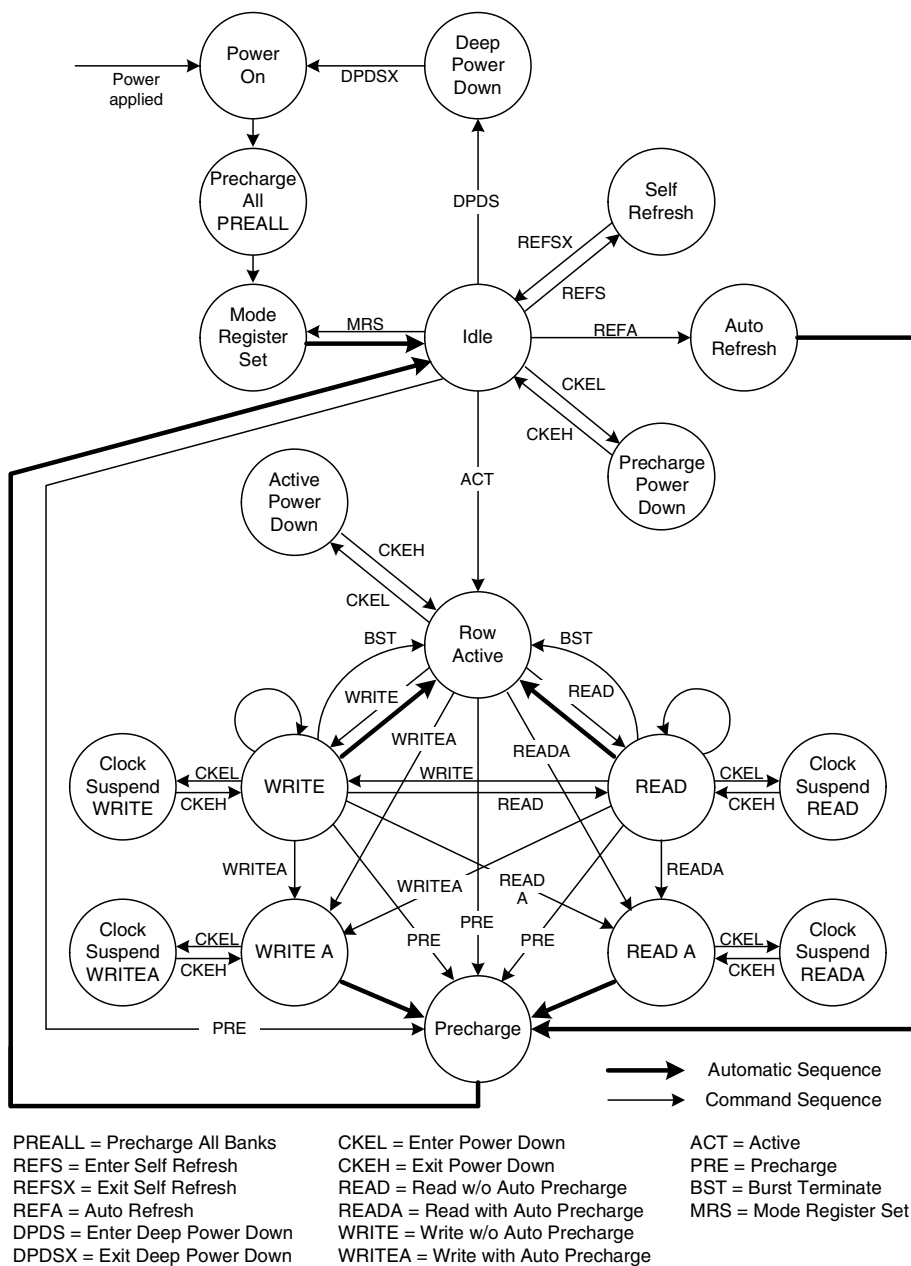 Power
On
Deep
Power
Down
Power
applied
DPDSX
Precharge
All
PREALL
DPDS
Self
Refresh
REFSX
REFS
Mode
Register
Set
MRS
Idle
REFA
Auto
Refresh
CKEL
CKEH
Precharge
Power
Down
ACT
Active
Power
Down
CKEH
CKEL
Row
Active
BST
BST
WRITE
READ
WRITEA
READA
Clock
Suspend
WRITE
CKEL
CKEH
WRITE
WRITE
READ
READ
CKEL
CKEH
Clock
Suspend
READ
WRITEA
WRITEA
READ
A
READA
Clock
Suspend
WRITEA
CKEL
CKEH
WRITE A
PRE
PRE
PRE
READ A
CKEL
CKEH
Clock
Suspend
READA
PRE
Precharge
Automatic Sequence
Command Sequence
PREALL = Precharge All Banks
REFS = Enter Self Refresh
REFSX = Exit Self Refresh
REFA = Auto Refresh
DPDS = Enter Deep Power Down
DPDSX = Exit Deep Power Down
CKEL = Enter Power Down
CKEH = Exit Power Down
READ = Read w/o Auto Precharge
READA = Read with Auto Precharge
WRITE = Write w/o Auto Precharge
WRITEA = Write with Auto Precharge
ACT = Active
PRE = Precharge
BST = Burst Terminate
MRS = Mode Register Set